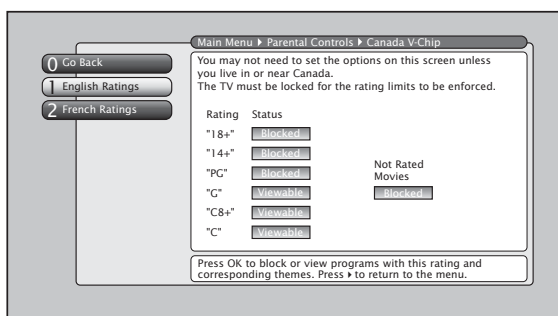 Main Menu ▸ Parental Controls ▸ Canada V-Chip
0 Go Back
1 English Ratings
2 French Ratings
You may not need to set the options on this screen unless
you live in or near Canada.
The TV must be locked for the rating limits to be enforced.
Rating Status
"18+" Blocked
"14+" Blocked
"PG" Blocked
"G" Viewable
"C8+" Viewable
"C" Viewable
Not Rated
Movies
Blocked
Press OK to block or view programs with this rating and
corresponding themes. Press ▸ to return to the menu.